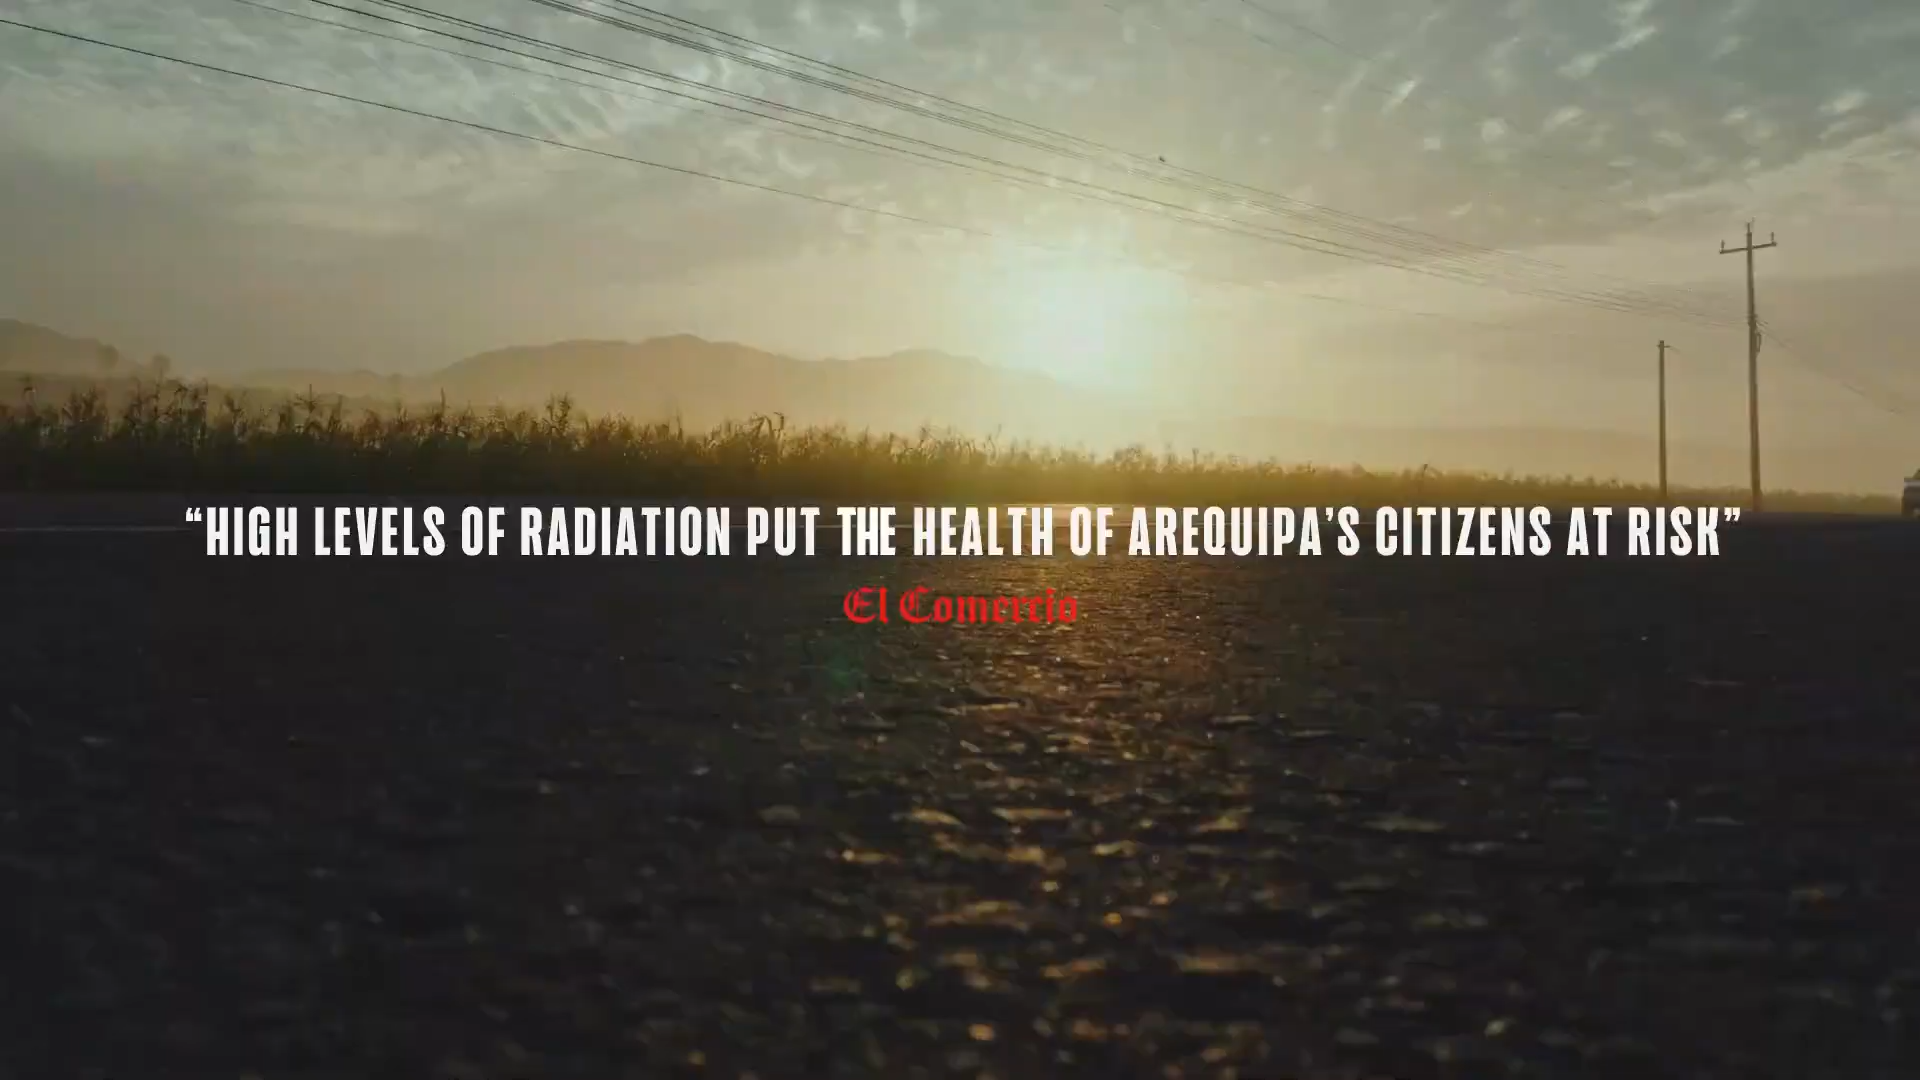 “HIGH LEVELS OF RADIATION PUT THE HEALTH OF AREQUIPA’S CITIZENS AT RISK”
El Comercio